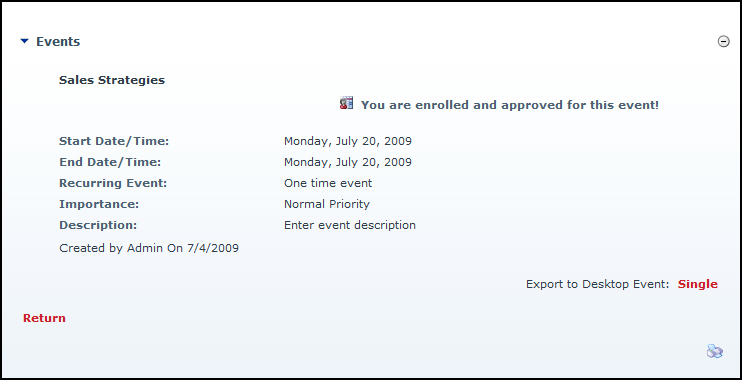 Events
Sales Strategies
You are enrolled and approved for this event!
Start Date/Time: Monday, July 20, 2009
End Date/Time: Monday, July 20, 2009
Recurring Event: One time event
Importance: Normal Priority
Description: Enter event description
Created by Admin On 7/4/2009
Export to Desktop Event: Single
Return